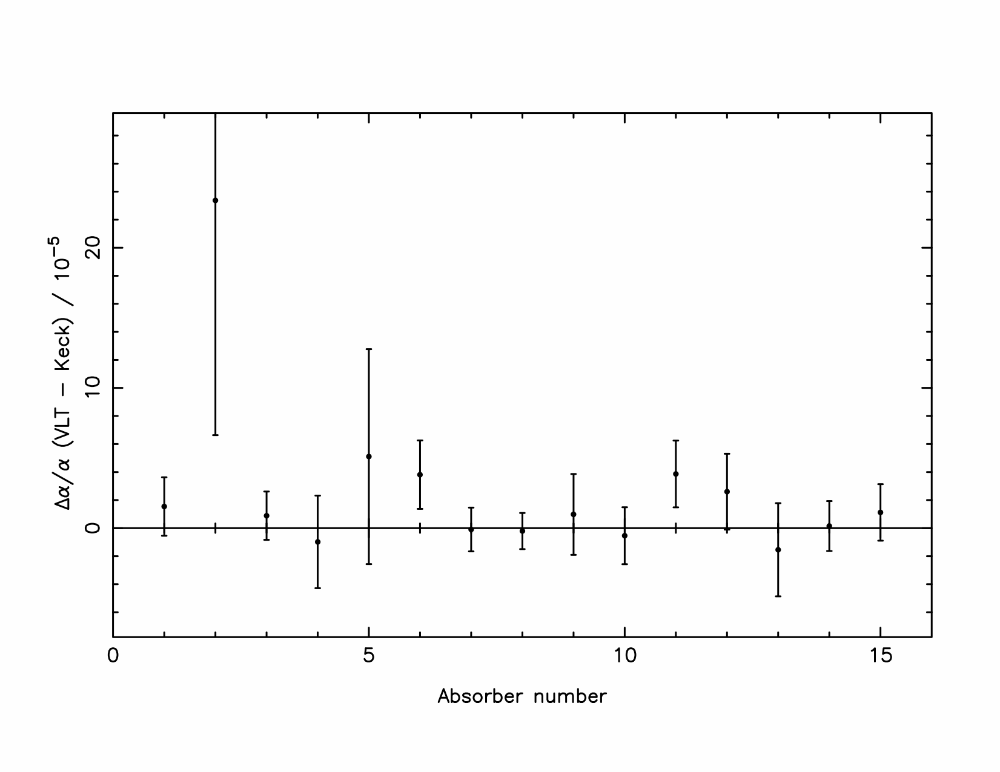 Δα/α (VLT – Keck) / 10⁻⁵
20
10
0
0 5 10 15
Absorber number